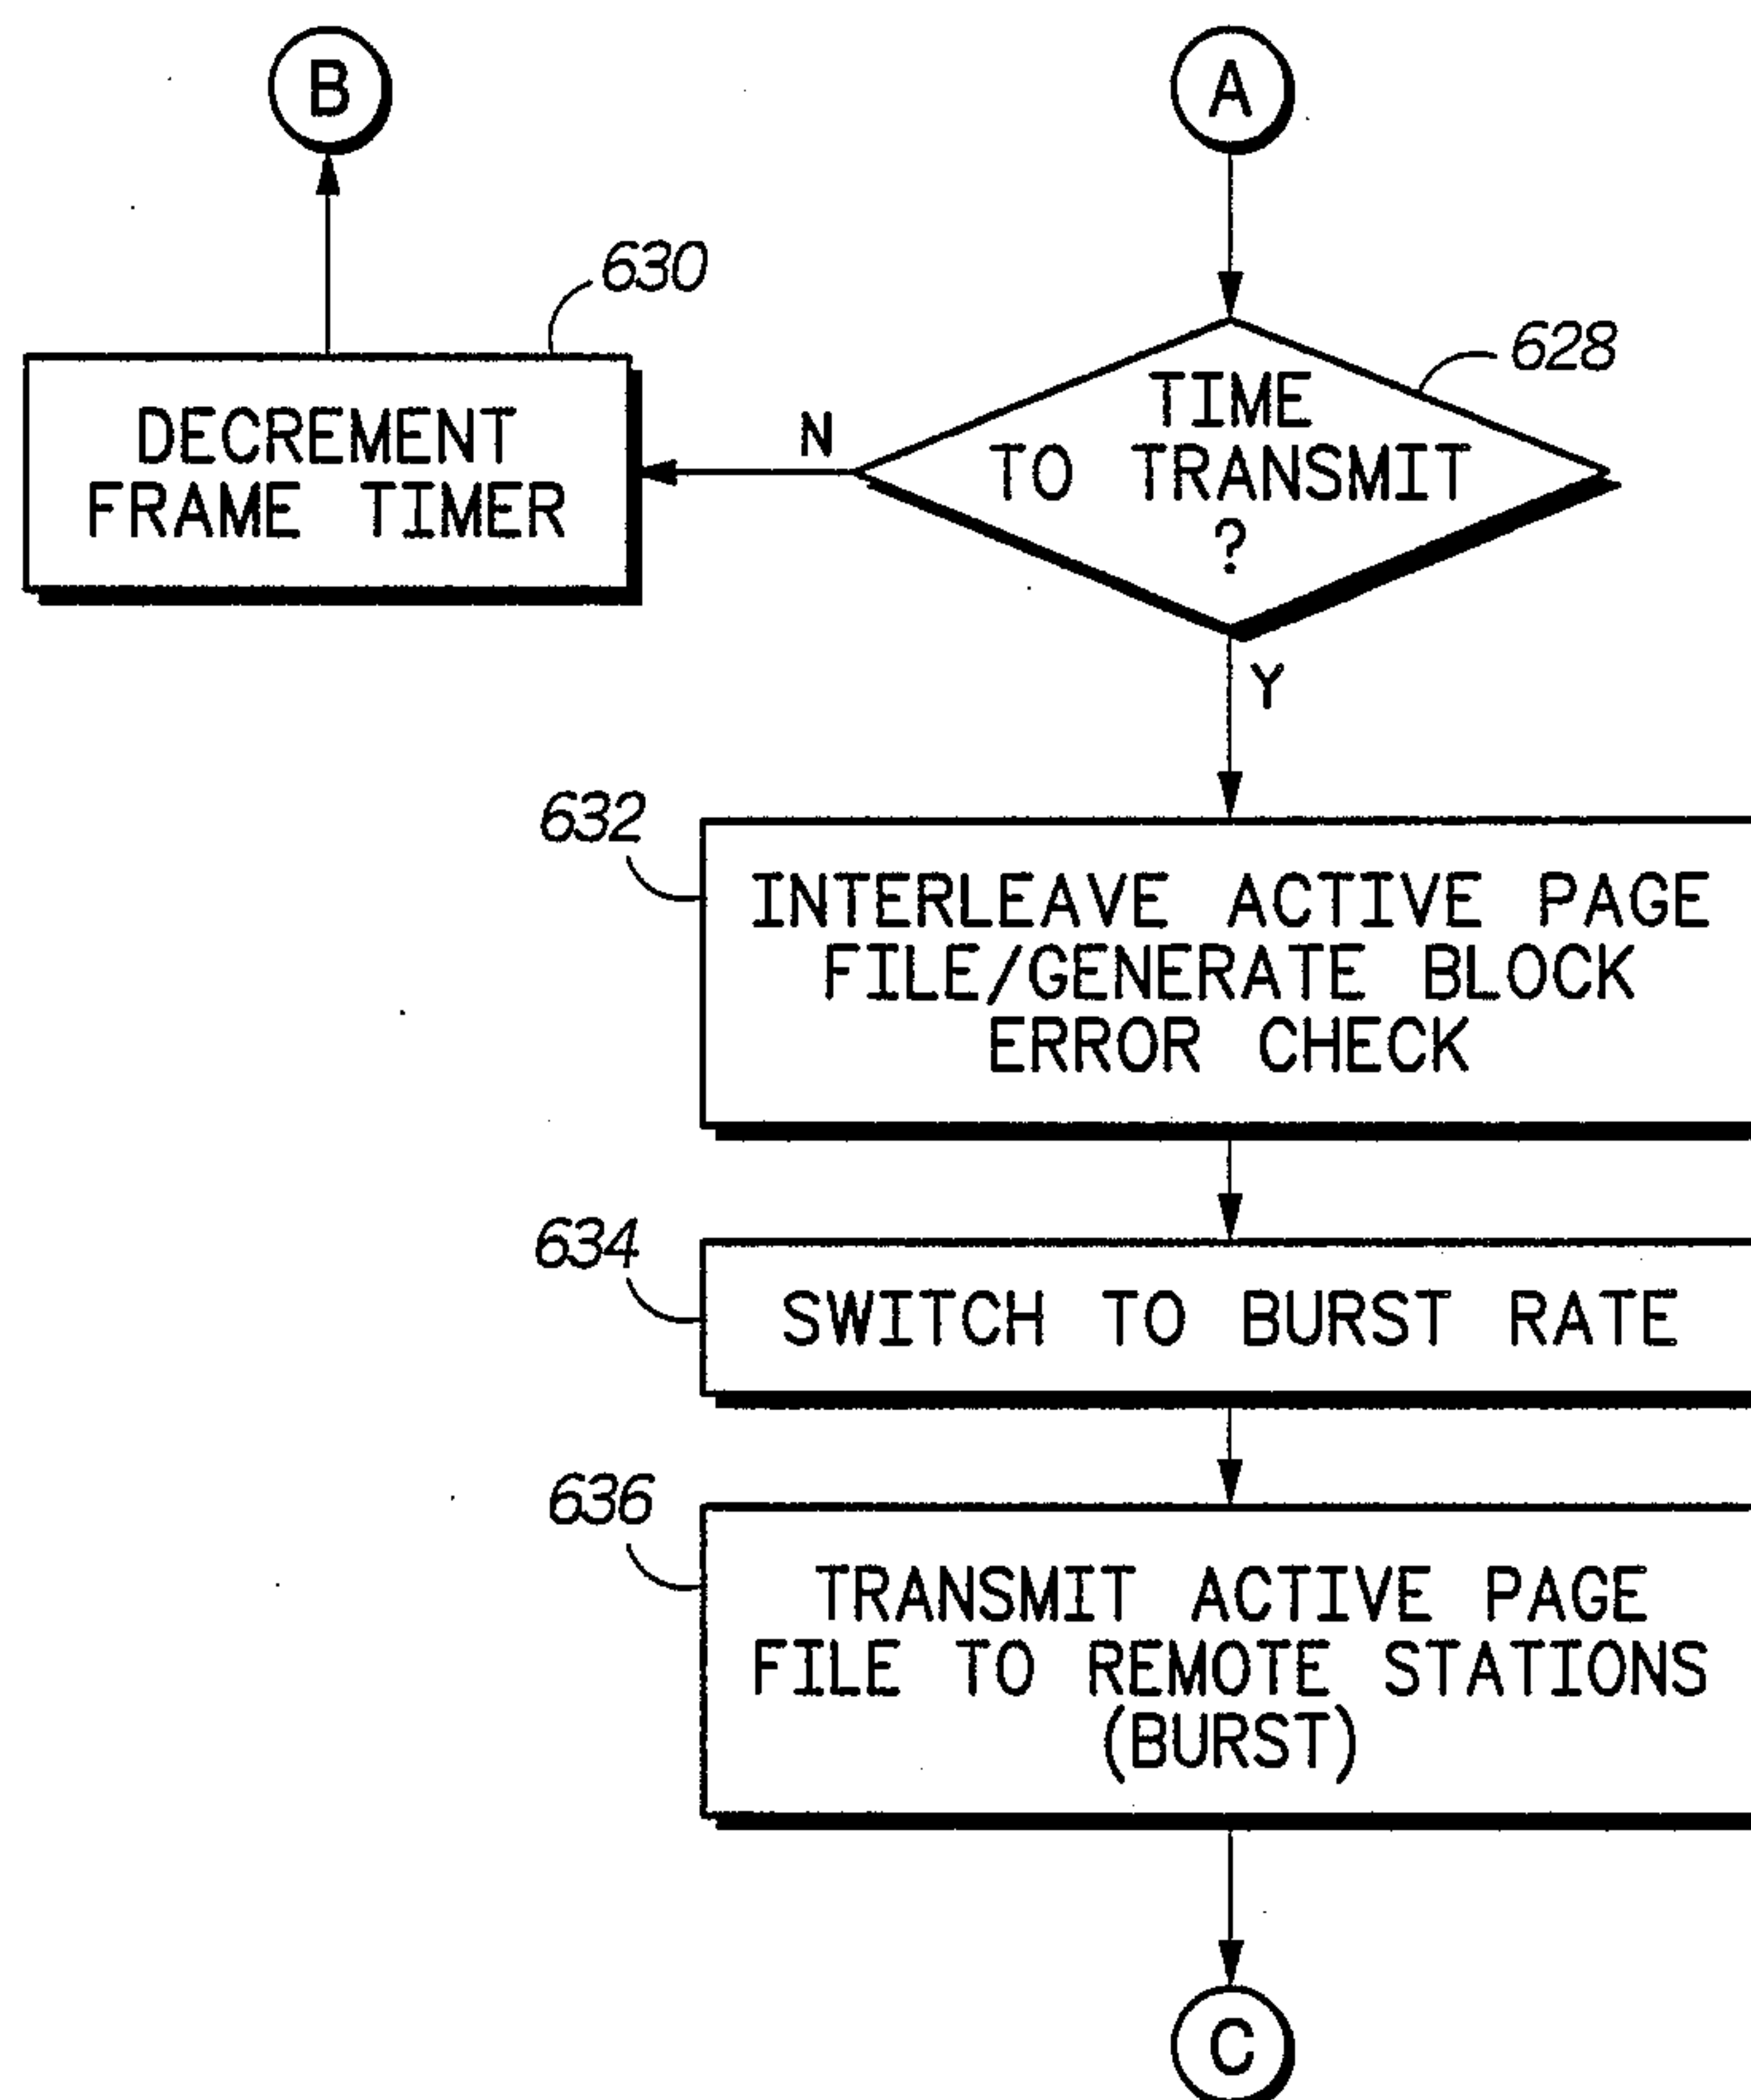 B
A
630
628
DECREMENT
FRAME TIMER
N
TIME
TO TRANSMIT
?
Y
632
INTERLEAVE ACTIVE PAGE
FILE/GENERATE BLOCK
ERROR CHECK
634
SWITCH TO BURST RATE
636
TRANSMIT ACTIVE PAGE
FILE TO REMOTE STATIONS
(BURST)
C